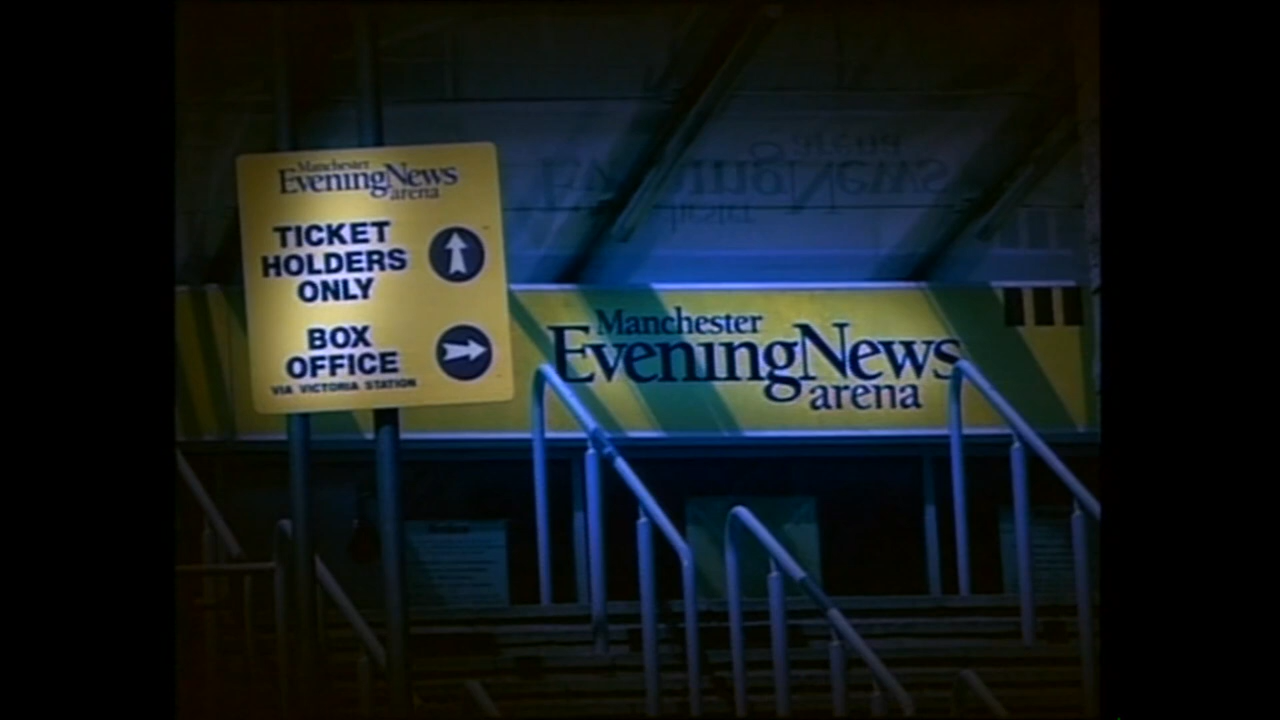 Manchester
EveningNews
arena
TICKET
HOLDERS
ONLY
BOX
OFFICE
VIA VICTORIA STATION
Manchester
EveningNews
arena